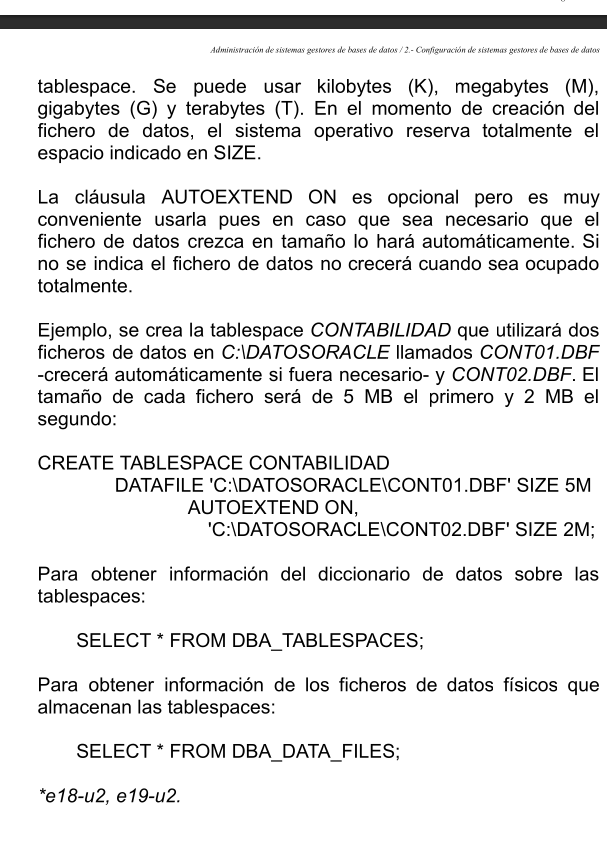 Administración de sistemas gestores de bases de datos / 2.- Configuración de sistemas gestores de bases de datos
tablespace. Se puede usar kilobytes (K), megabytes (M),
gigabytes (G) y terabytes (T). En el momento de creación del
fichero de datos, el sistema operativo reserva totalmente el
espacio indicado en SIZE.
La cláusula AUTOEXTEND ON es opcional pero es muy
conveniente usarla pues en caso que sea necesario que el
fichero de datos crezca en tamaño lo hará automáticamente. Si
no se indica el fichero de datos no crecerá cuando sea ocupado
totalmente.
Ejemplo, se crea la tablespace CONTABILIDAD que utilizará dos
ficheros de datos en C:\DATOSORACLE llamados CONT01.DBF
-crecerá automáticamente si fuera necesario- y CONT02.DBF. El
tamaño de cada fichero será de 5 MB el primero y 2 MB el
segundo:
CREATE TABLESPACE CONTABILIDAD
DATAFILE 'C:\DATOSORACLE\CONT01.DBF' SIZE 5M
AUTOEXTEND ON,
'C:\DATOSORACLE\CONT02.DBF' SIZE 2M;
Para obtener información del diccionario de datos sobre las
tablespaces:
SELECT * FROM DBA_TABLESPACES;
Para obtener información de los ficheros de datos físicos que
almacenan las tablespaces:
SELECT * FROM DBA_DATA_FILES;
*e18-u2, e19-u2.